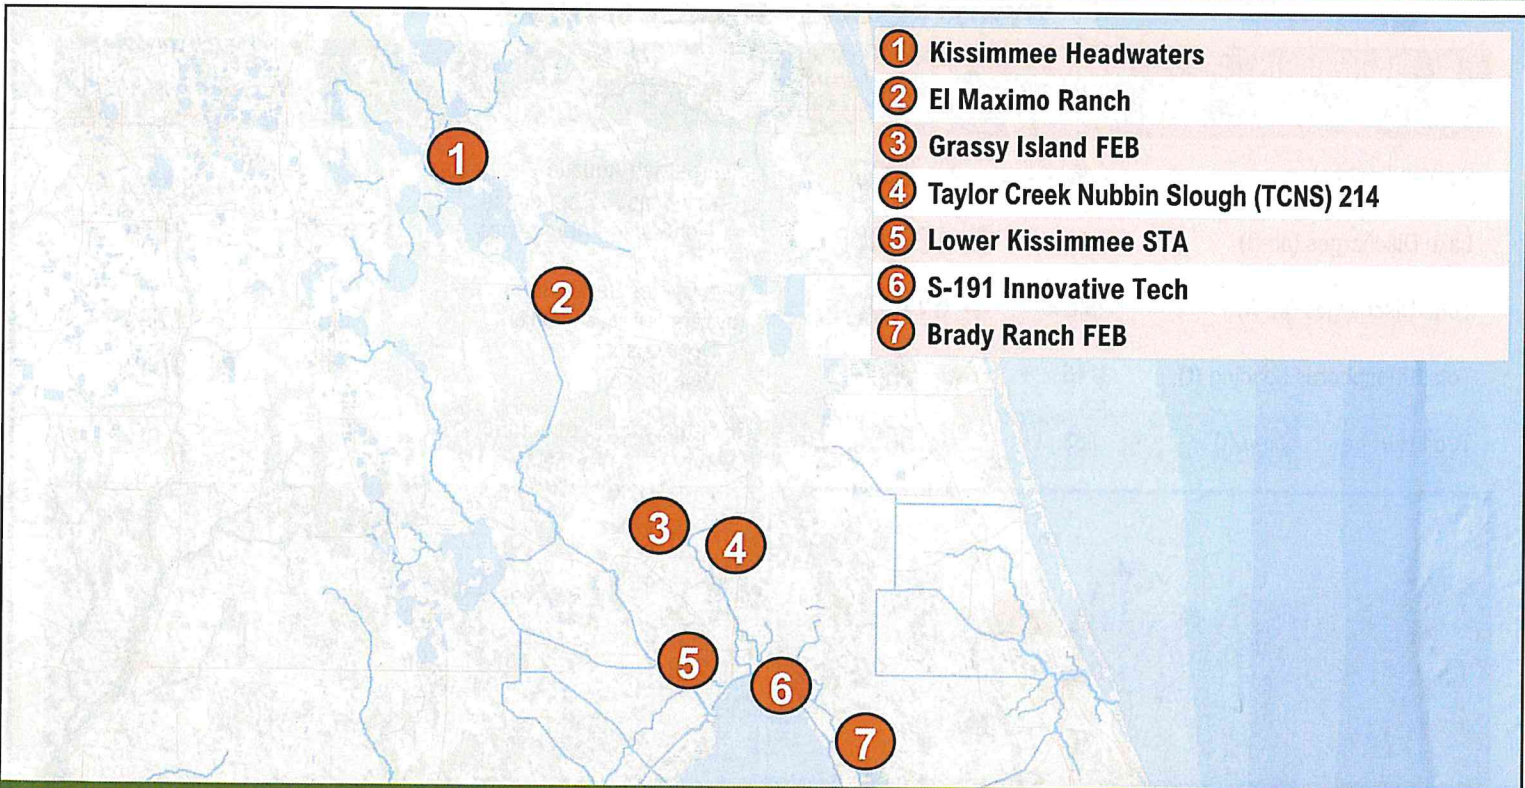 1 Kissimmee Headwaters
2 El Maximo Ranch
3 Grassy Island FEB
4 Taylor Creek Nubbin Slough (TCNS) 214
5 Lower Kissimmee STA
6 S-191 Innovative Tech
7 Brady Ranch FEB
1
2
3
4
5
6
7